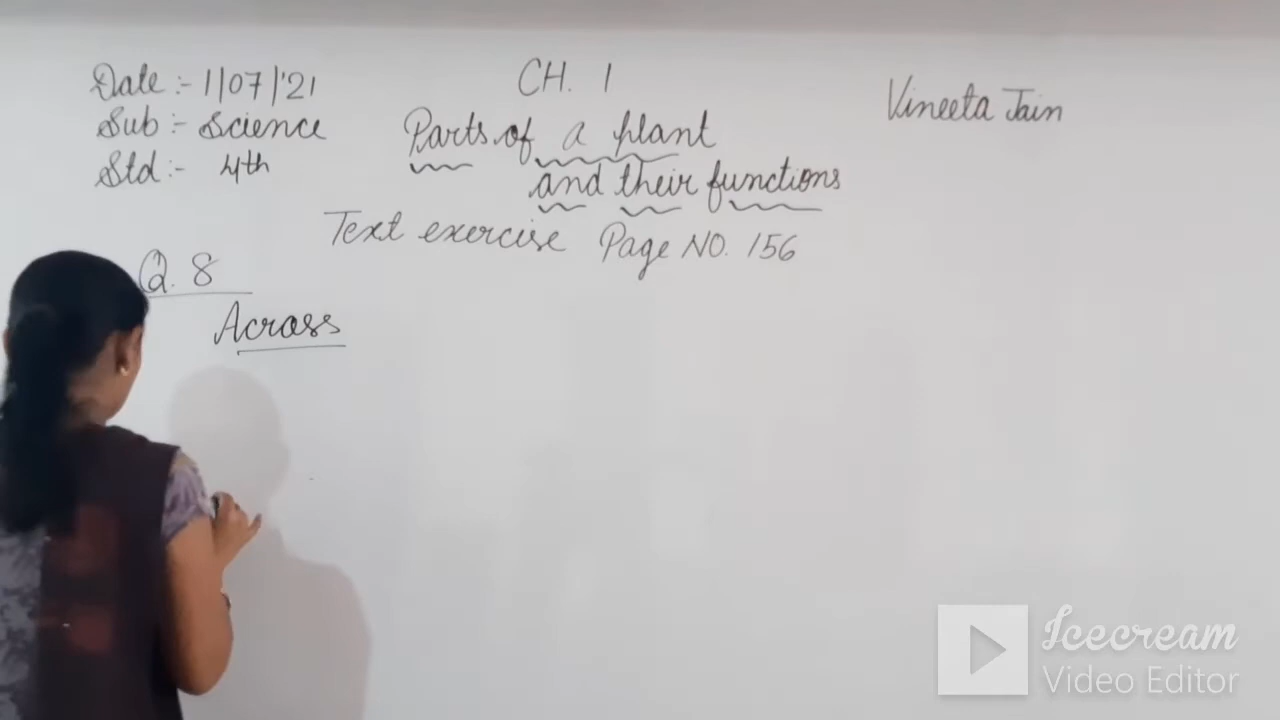 Date :- 1/07/'21
Sub :- Science
Std :- 4th
CH. 1
Parts of a plant
and their functions
Vineeta Jain
Text exercise Page NO. 156
Q. 8
Across
Icecream
Video Editor